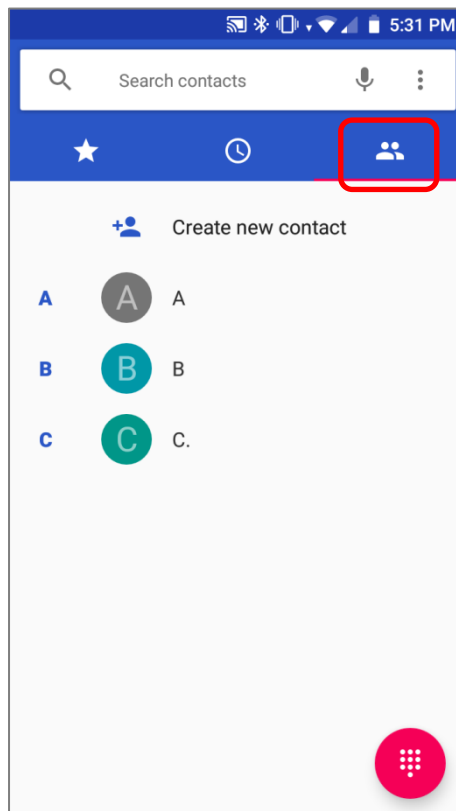 5:31 PM
Search contacts
Create new contact
A A A
B B B
C C C.